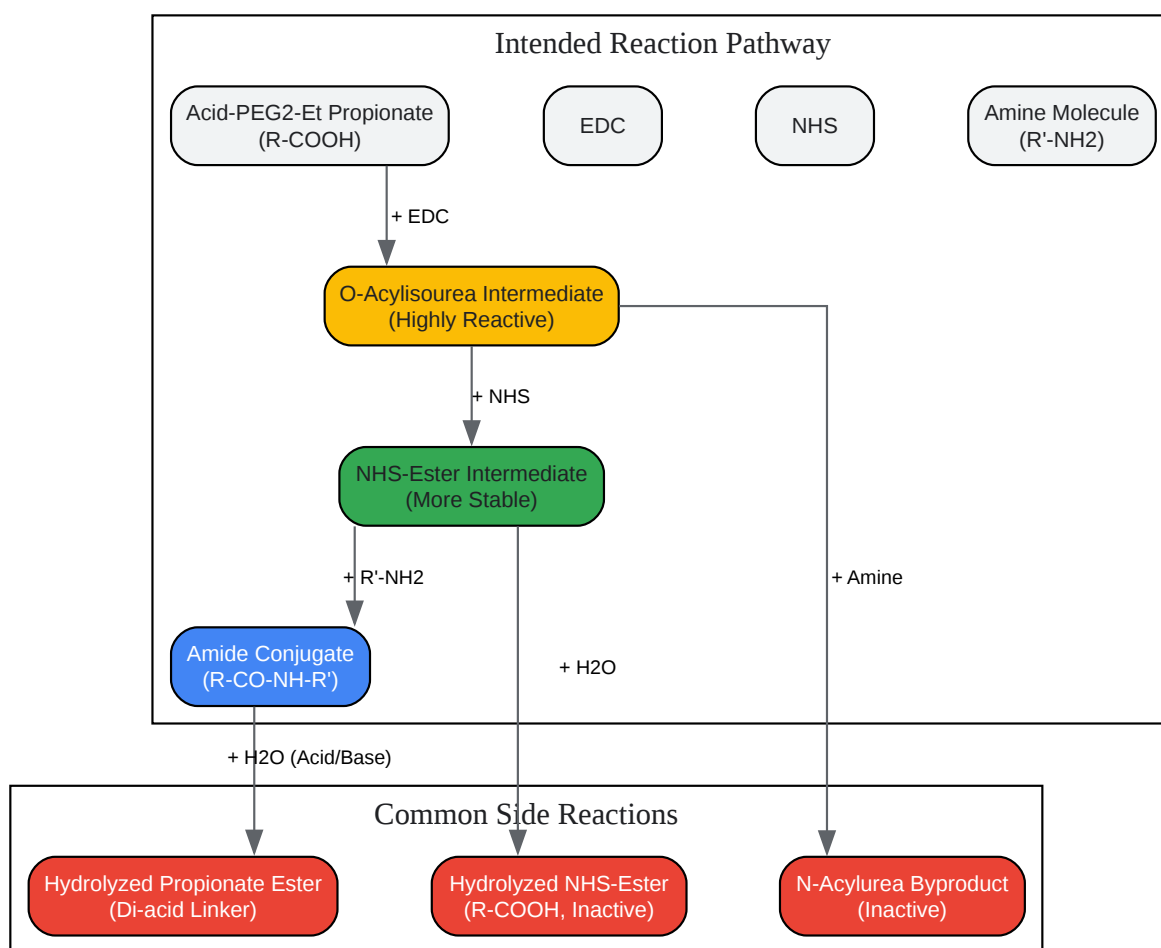 Intended Reaction Pathway
Acid-PEG2-Et Propionate
(R-COOH)
EDC
NHS
Amine Molecule
(R'-NH2)
+ EDC
O-Acylisourea Intermediate
(Highly Reactive)
+ NHS
NHS-Ester Intermediate
(More Stable)
+ R'-NH2
+ Amine
Amide Conjugate
(R-CO-NH-R')
+ H2O
+ H2O (Acid/Base)
Common Side Reactions
Hydrolyzed Propionate Ester
(Di-acid Linker)
Hydrolyzed NHS-Ester
(R-COOH, Inactive)
N-Acylurea Byproduct
(Inactive)